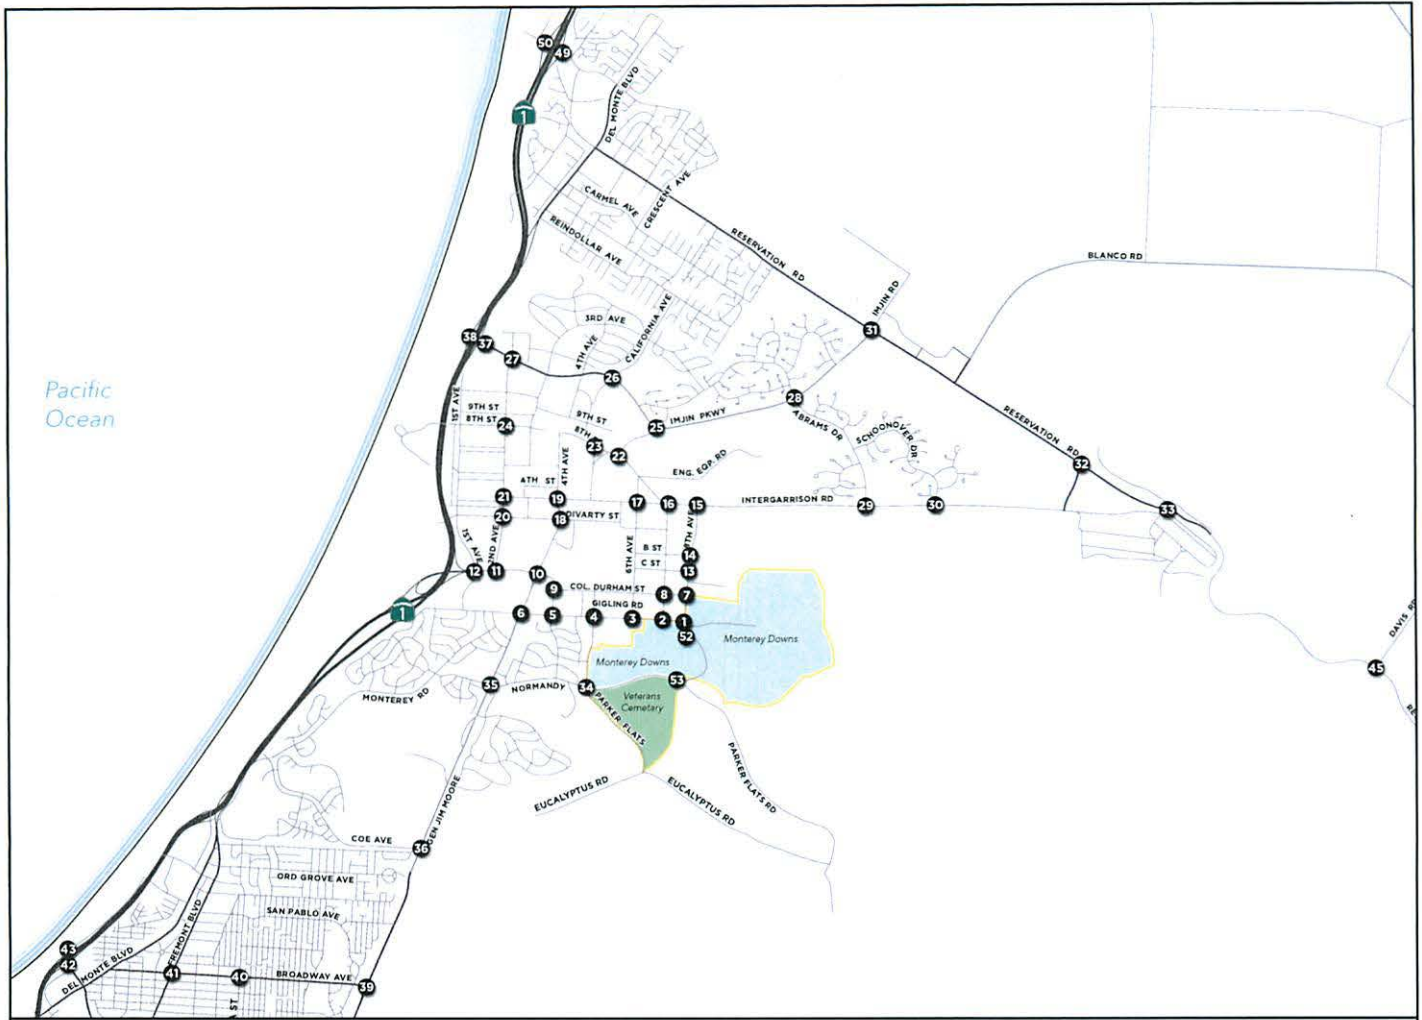 50
49
1
DEL MONTE BLVD
CARMEL AVE
CRESCENT AVE
REINDOLLAR AVE
RESERVATION RD
BLANCO RD
IMJIN RD
31
3RD AVE
4TH AVE
CALIFORNIA AVE
38
37
27
26
28
Pacific
Ocean
1ST AVE
9TH ST
8TH ST
24
9TH ST
8TH
23
22
25
IMJIN PKWY
ABRAMS DR
SCHOONOVER DR
RESERVATION RD
32
33
ENG. EQP. RD
4TH AVE
21
19
17
16
15
INTERGARRISON RD
29
30
20
18
DIVARTY ST
1ST AVE
2ND AVE
6TH AVE
B ST
C ST
14
13
12
11
10
9
COL. DURHAM ST
8
7
GIGLING RD
1
6
5
4
3
2
1
52
Monterey Downs
Monterey Downs
DAVIS RD
45
MONTEREY RD
35
NORMANDY
34
53
Veterans
Cemetary
PARKER FLATS
PARKER FLATS RD
EUCALYPTUS RD
EUCALYPTUS RD
GEN JIM MOORE
COE AVE
36
ORD GROVE AVE
SAN PABLO AVE
FREMONT BLVD
43
42
DEL MONTE BLVD
41
40
BROADWAY AVE
39